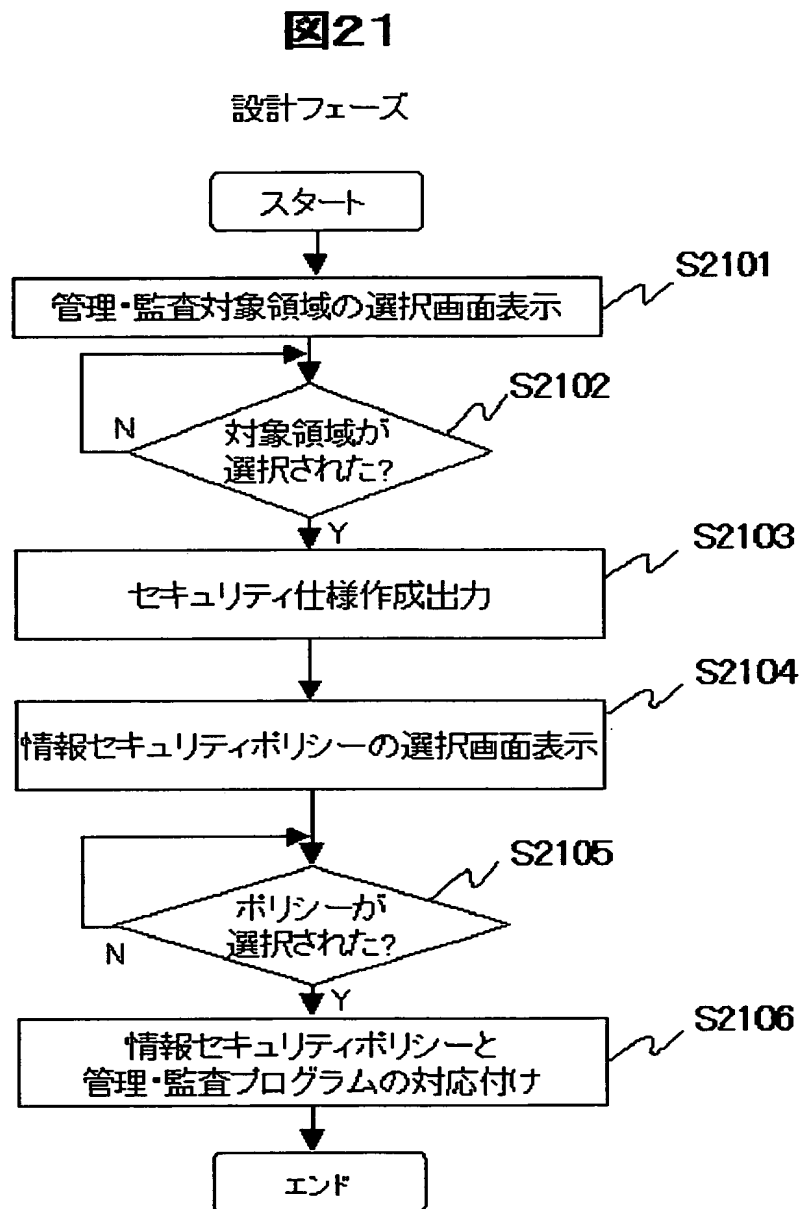 図21
設計フェーズ
スタート
S2101
管理・監査対象領域の選択画面表示
S2102
対象領域が
選択された?
N
Y
S2103
セキュリティ仕様作成出力
S2104
情報セキュリティポリシーの選択画面表示
S2105
ポリシーが
選択された?
N
Y
S2106
情報セキュリティポリシーと
管理・監査プログラムの対応付け
エンド